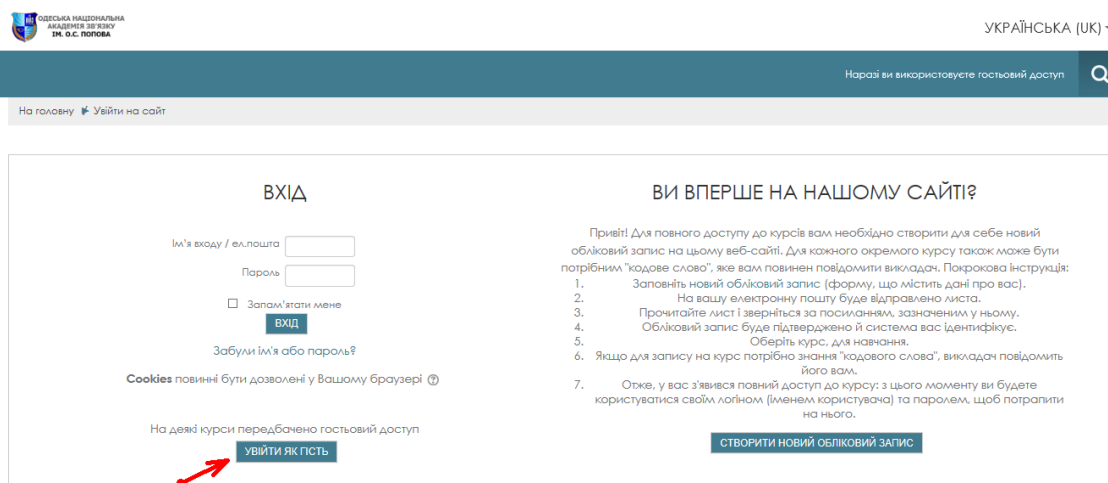 ОДЕСЬКА НАЦІОНАЛЬНА
АКАДЕМІЯ ЗВ'ЯЗКУ
ІМ. О.С. ПОПОВА
УКРАЇНСЬКА (UK)
Наразі ви використовуєте гостьовий доступ
На головну Увійти на сайт
ВХІД
Ім'я входу / ел.пошта
Пароль
Запам'ятати мене
ВХІД
Забули ім'я або пароль?
Cookies повинні бути дозволені у Вашому браузері
На деякі курси передбачено гостьовий доступ
УВІЙТИ ЯК ГІСТЬ
ВИ ВПЕРШЕ НА НАШОМУ САЙТІ?
Привіт! Для повного доступу до курсів вам необхідно створити для себе новий
обліковий запис на цьому веб-сайті. Для кожного окремого курсу також може бути
потрібним "кодове слово", яке вам повинен повідомити викладач. Покрокова інструкція:
1. Заповніть новий обліковий запис (форму, що містить дані про вас).
2. На вашу електронну пошту буде відправлено листа.
3. Прочитайте лист і зверніться за посиланням, зазначеним у ньому.
4. Обліковий запис буде підтверджено й система вас ідентифікує.
5. Оберіть курс, для навчання.
6. Якщо для запису на курс потрібно знання "кодового слова", викладач повідомить
його вам.
7. Отже, у вас з'явився повний доступ до курсу: з цього моменту ви будете
користуватися своїм логіном (іменем користувача) та паролем, щоб потрапити
на нього.
СТВОРИТИ НОВИЙ ОБЛІКОВИЙ ЗАПИС